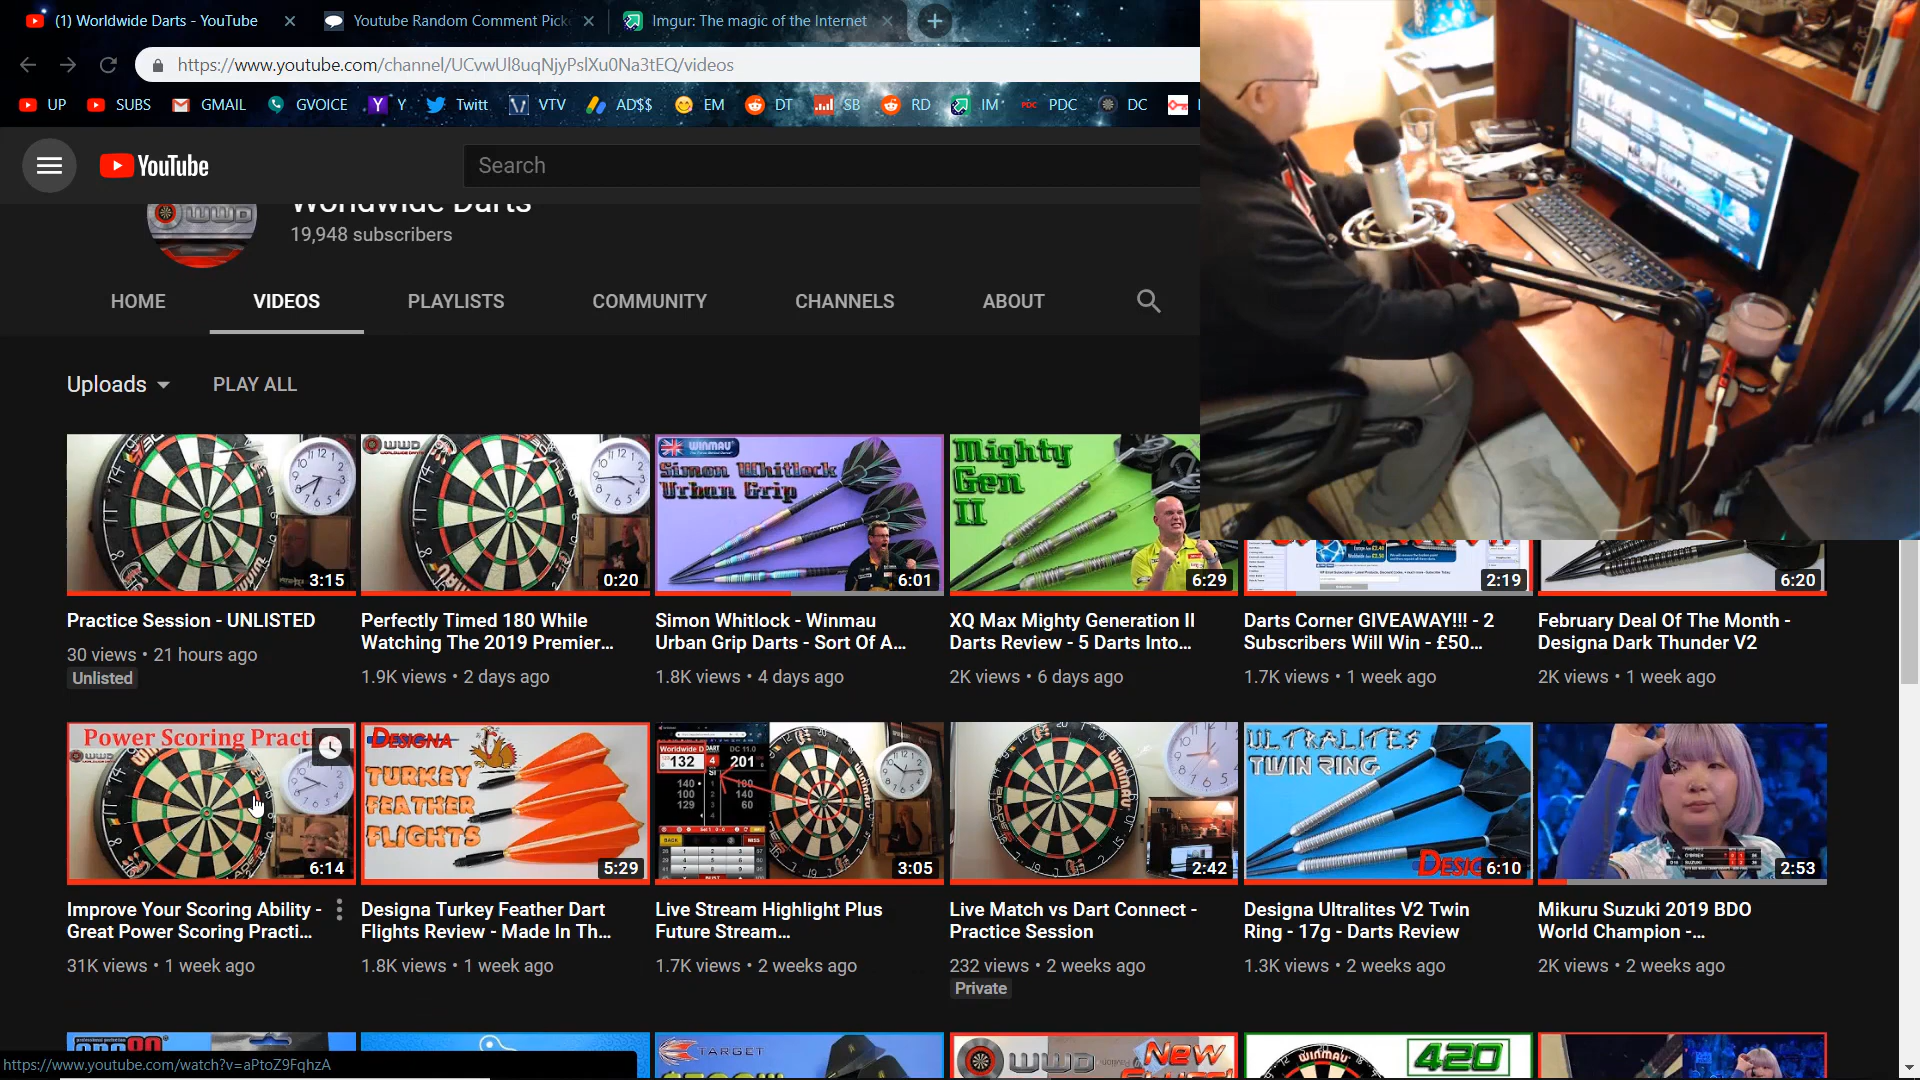 (1) Worldwide Darts - YouTube
Youtube Random Comment Pick
Imgur: The magic of the Internet
https://www.youtube.com/channel/UCvwUl8uqNjyPslXu0Na3tEQ/videos
UP SUBS GMAIL GVOICE Y Twitt VTV AD$$ EM DT SB RD IM PDC DC
YouTube
Search
WWD
Worldwide Darts
19,948 subscribers
HOME VIDEOS PLAYLISTS COMMUNITY CHANNELS ABOUT
Uploads PLAY ALL
3:15
WWD
0:20
WINMAU
Simon Whitlock
Urban Grip
6:01
Mighty
Gen
II
6:29
2:19
6:20
Practice Session - UNLISTED
30 views • 21 hours ago
Unlisted
Perfectly Timed 180 While
Watching The 2019 Premier...
1.9K views • 2 days ago
Simon Whitlock - Winmau
Urban Grip Darts - Sort Of A...
1.8K views • 4 days ago
XQ Max Mighty Generation II
Darts Review - 5 Darts Into...
2K views • 6 days ago
Darts Corner GIVEAWAY!!! - 2
Subscribers Will Win - £50...
1.7K views • 1 week ago
February Deal Of The Month -
Designa Dark Thunder V2
2K views • 1 week ago
Power Scoring Pract
6:14
DESIGNA
TURKEY
FEATHER
FLIGHTS
5:29
132 201
3:05
2:42
ULTRALITES
TWIN RING
6:10
2:53
Improve Your Scoring Ability -
Great Power Scoring Practi...
31K views • 1 week ago
Designa Turkey Feather Dart
Flights Review - Made In Th...
1.8K views • 1 week ago
Live Stream Highlight Plus
Future Stream...
1.7K views • 2 weeks ago
Live Match vs Dart Connect -
Practice Session
232 views • 2 weeks ago
Private
Designa Ultralites V2 Twin
Ring - 17g - Darts Review
1.3K views • 2 weeks ago
Mikuru Suzuki 2019 BDO
World Champion -...
2K views • 2 weeks ago
TARGET
WWD
New
WINMAU
420
https://www.youtube.com/watch?v=aPtoZ9FqhzA